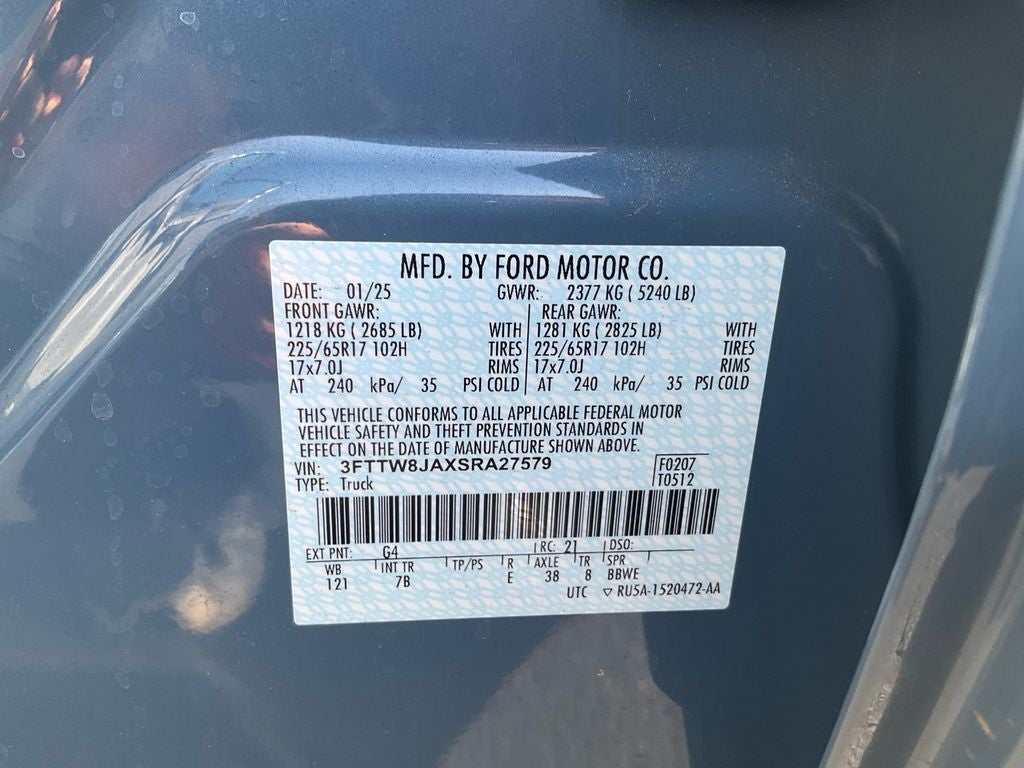 MFD. BY FORD MOTOR CO.
DATE: 01/25 GVWR: 2377 KG ( 5240 LB)
FRONT GAWR: REAR GAWR:
1218 KG ( 2685 LB) WITH 1281 KG ( 2825 LB) WITH
225/65R17 102H TIRES 225/65R17 102H TIRES
17x7.0J RIMS 17x7.0J RIMS
AT 240 kPa/ 35 PSI COLD AT 240 kPa/ 35 PSI COLD
THIS VEHICLE CONFORMS TO ALL APPLICABLE FEDERAL MOTOR
VEHICLE SAFETY AND THEFT PREVENTION STANDARDS IN
EFFECT ON THE DATE OF MANUFACTURE SHOWN ABOVE.
VIN: 3FTTW8JAXSRA27579 F0207
TYPE: Truck T0512
EXT PNT: G4 RC: 21 DSO:
WB INT TR TP/PS R AXLE TR SPR
121 7B E 38 8 BBWE
UTC ▽ RU5A-1520472-AA